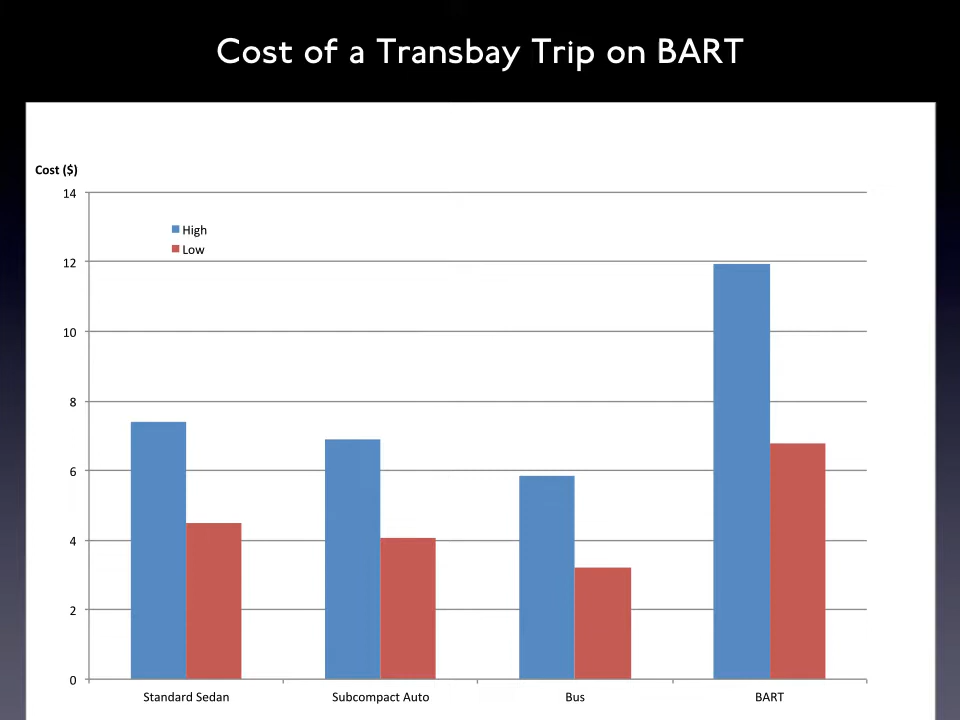 Cost of a Transbay Trip on BART
Cost ($)
14
High
Low
12
10
8
6
4
2
0
Standard Sedan Subcompact Auto Bus BART